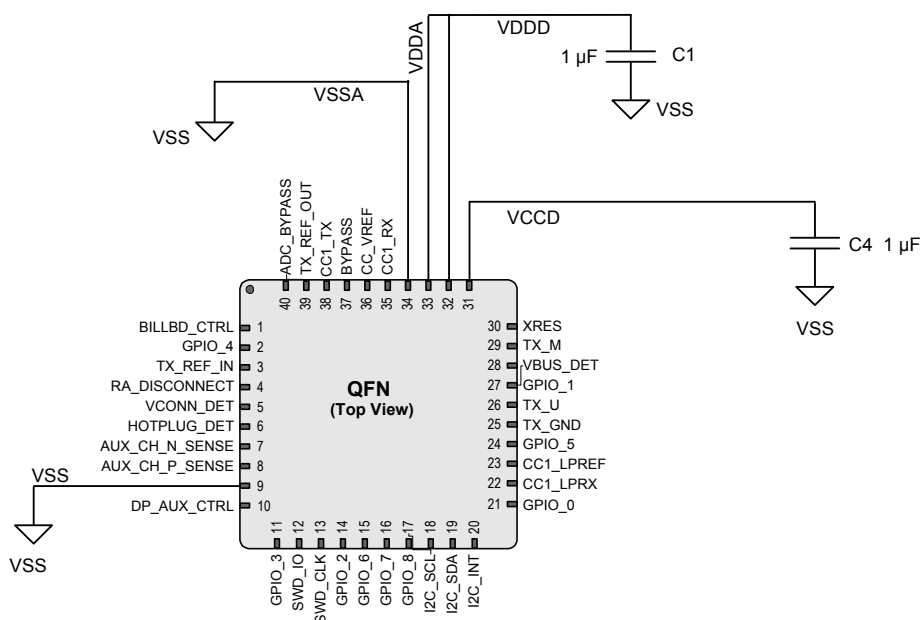 VDDA
VDDD
1 µF
C1
VSS
VSSA
VSS
VCCD
C4 1 µF
VSS
ADC_BYPASS
TX_REF_OUT
CC1_TX
BYPASS
CC_VREF
CC1_RX
40
39
38
37
36
35
34
33
32
31
BILLBD_CTRL 1
GPIO_4 2
TX_REF_IN 3
RA_DISCONNECT 4
VCONN_DET 5
HOTPLUG_DET 6
AUX_CH_N_SENSE 7
AUX_CH_P_SENSE 8
VSS 9
DP_AUX_CTRL 10
VSS
QFN
(Top View)
30 XRES
29 TX_M
28 VBUS_DET
27 GPIO_1
26 TX_U
25 TX_GND
24 GPIO_5
23 CC1_LPREF
22 CC1_LPRX
21 GPIO_0
11
12
13
14
15
16
17
18
19
20
GPIO_3
SWD_IO
SWD_CLK
GPIO_2
GPIO_6
GPIO_7
GPIO_8
I2C_SCL
I2C_SDA
I2C_INT